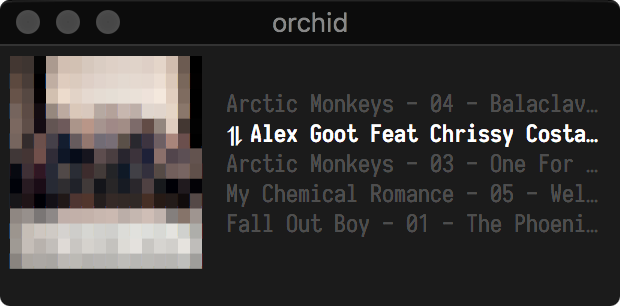 orchid
Arctic Monkeys - 04 - Balaclav…
⇅ Alex Goot Feat Chrissy Costa…
Arctic Monkeys - 03 - One For …
My Chemical Romance - 05 - Wel…
Fall Out Boy - 01 - The Phoeni…